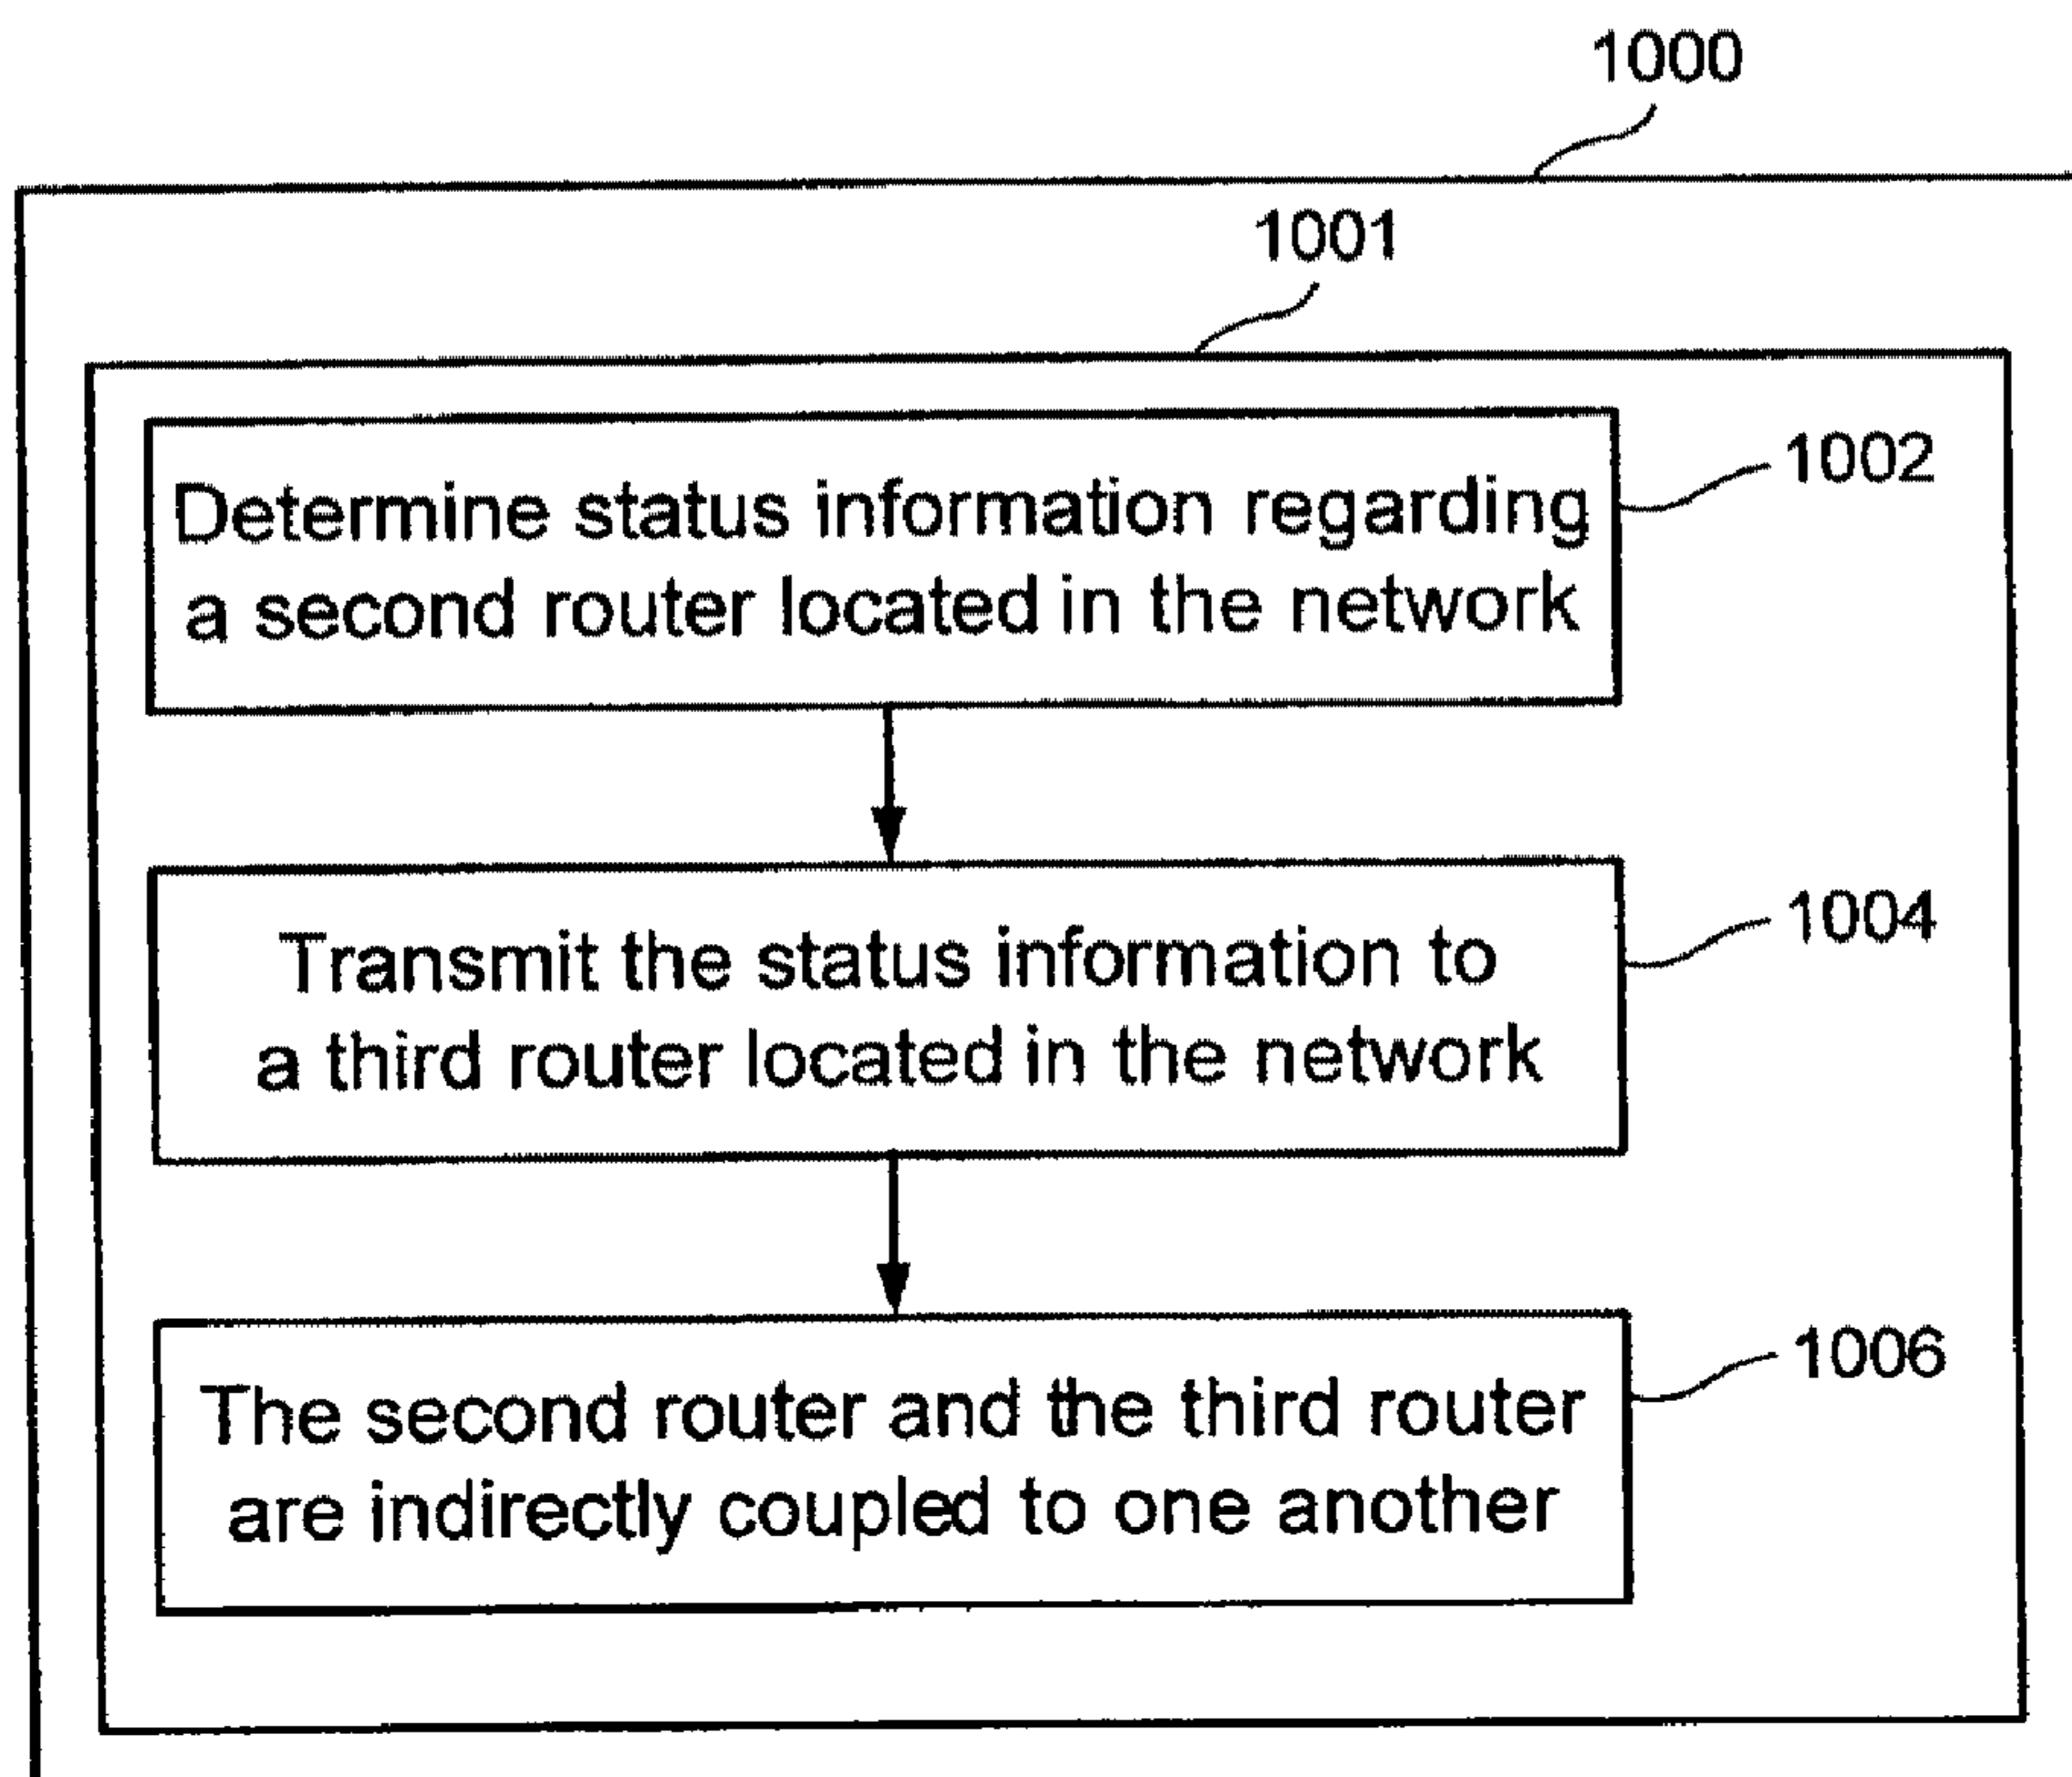 1000
1001
Determine status information regarding
a second router located in the network
1002
Transmit the status information to
a third router located in the network
1004
The second router and the third router
are indirectly coupled to one another
1006